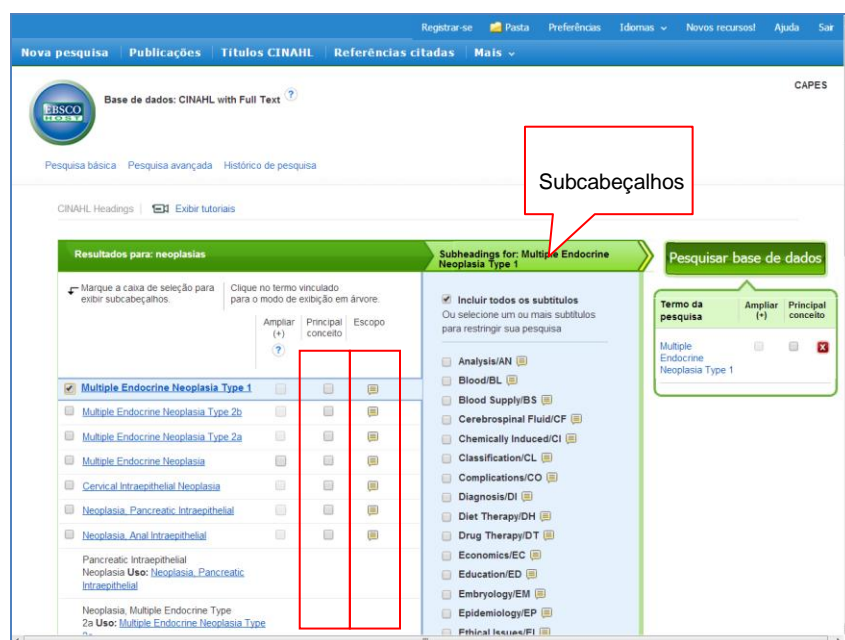 Registrar-se Pasta Preferências Idomas Novos recursos! Ajuda Sair
Nova pesquisa Publicações Títulos CINAHL Referências citadas Mais
EBSCO
HOST
Base de dados: CINAHL with Full Text ?
CAPES
Pesquisa básica Pesquisa avançada Histórico de pesquisa
Subcabeçalhos
CINAHL Headings Exibir tutoriais
Resultados para: neoplasias
Marque a caixa de seleção para
exibir subcabeçalhos.
Clique no termo vinculado
para o modo de exibição em árvore.
Ampliar
(+)
?
Principal
conceito
Escopo
Multiple Endocrine Neoplasia Type 1
Multiple Endocrine Neoplasia Type 2b
Multiple Endocrine Neoplasia Type 2a
Multiple Endocrine Neoplasia
Cervical Intraepithelial Neoplasia
Neoplasia, Pancreatic Intraepithelial
Neoplasia, Anal Intraepithelial
Pancreatic Intraepithelial
Neoplasia Uso: Neoplasia, Pancreatic
Intraepithelial
Neoplasia, Multiple Endocrine Type
2a Uso: Multiple Endocrine Neoplasia Type
Subheadings for: Multiple Endocrine
Neoplasia Type 1
Incluir todos os subtítulos
Ou selecione um ou mais subtítulos
para restringir sua pesquisa
Analysis/AN
Blood/BL
Blood Supply/BS
Cerebrospinal Fluid/CF
Chemically Induced/CI
Classification/CL
Complications/CO
Diagnosis/DI
Diet Therapy/DH
Drug Therapy/DT
Economics/EC
Education/ED
Embryology/EM
Epidemiology/EP
Ethical Issues/EI
Pesquisar base de dados
Termo da
pesquisa
Ampliar
(+)
Principal
conceito
Multiple
Endocrine
Neoplasia Type 1